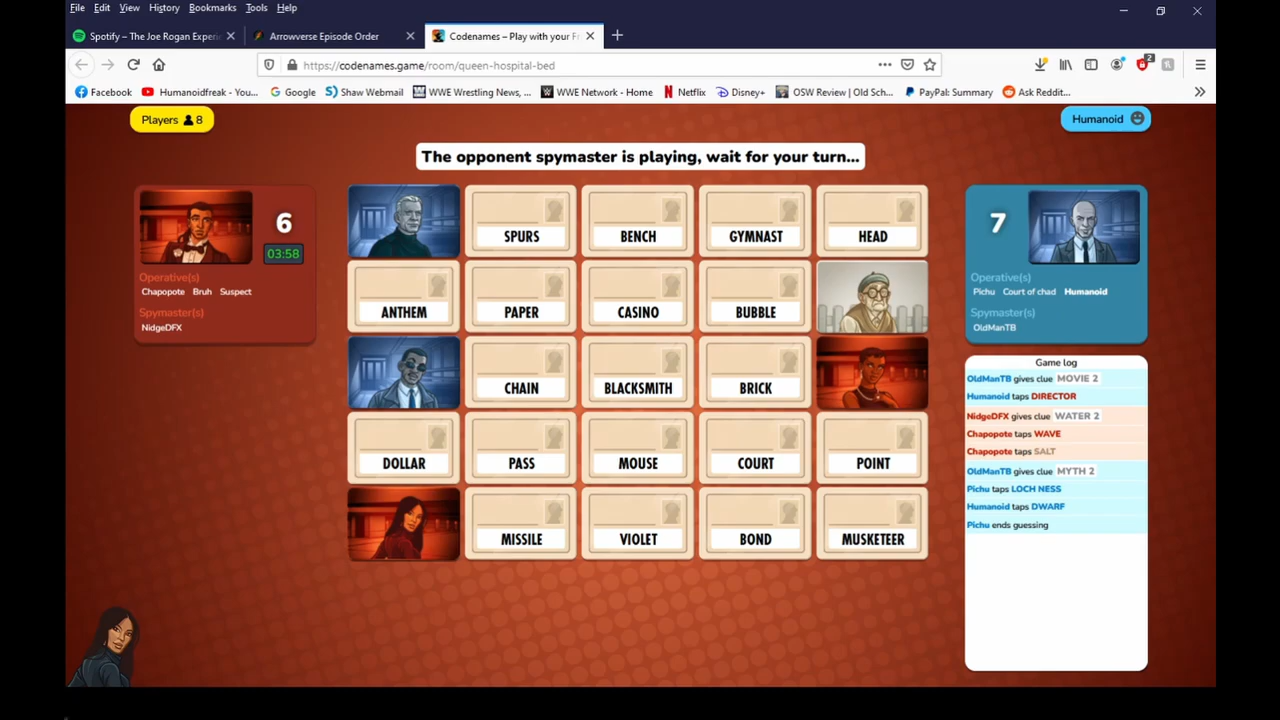 File Edit View History Bookmarks Tools Help
Spotify – The Joe Rogan Experi
Arrowverse Episode Order
Codenames – Play with your Fr
https://codenames.game/room/queen-hospital-bed
2
Facebook Humanoidfreak - You... Google Shaw Webmail WWE Wrestling News, ... WWE Network - Home Netflix Disney+ OSW Review | Old Sch... PayPal: Summary Ask Reddit...
Players 8
Humanoid
The opponent spymaster is playing, wait for your turn...
6
03:58
Operative(s)
Chapopote Bruh Suspect
Spymaster(s)
NidgeDFX
SPURS BENCH GYMNAST HEAD
ANTHEM PAPER CASINO BUBBLE
CHAIN BLACKSMITH BRICK
DOLLAR PASS MOUSE COURT POINT
MISSILE VIOLET BOND MUSKETEER
7
Operative(s)
Pichu Court of chad Humanoid
Spymaster(s)
OldManTB
Game log
OldManTB gives clue MOVIE 2
Humanoid taps DIRECTOR
NidgeDFX gives clue WATER 2
Chapopote taps WAVE
Chapopote taps SALT
OldManTB gives clue MYTH 2
Pichu taps LOCH NESS
Humanoid taps DWARF
Pichu ends guessing